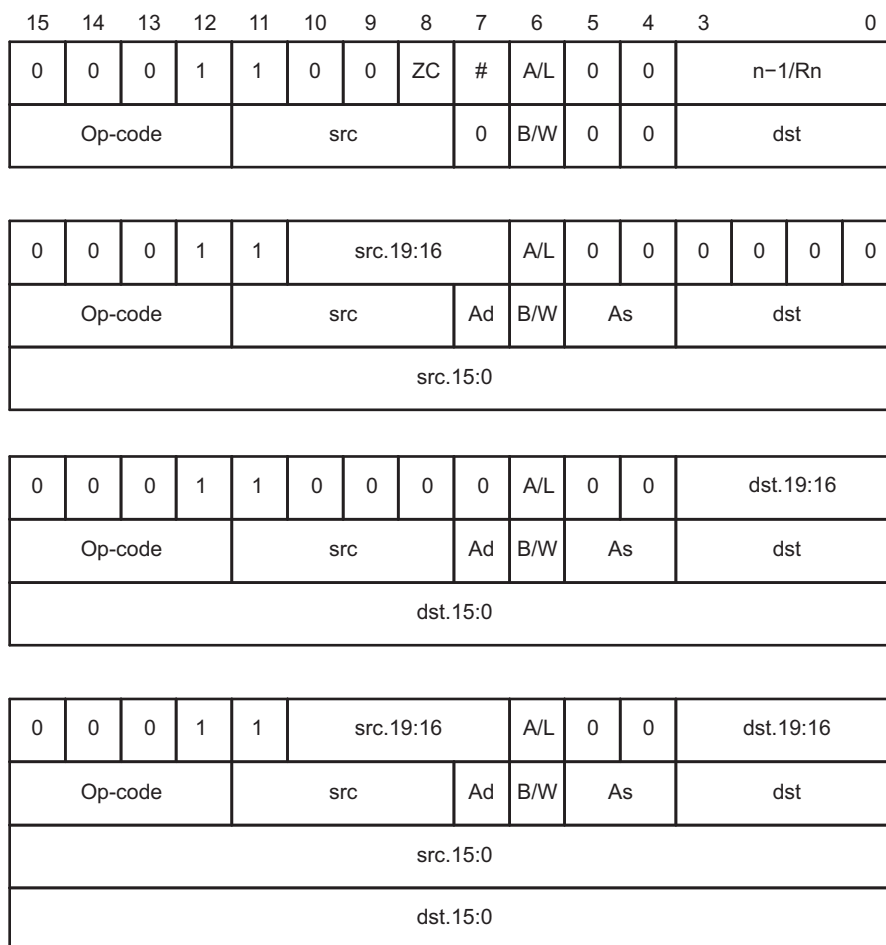 15 14 13 12 11 10 9 8 7 6 5 4 3 0
0 0 0 1 1 0 0 ZC # A/L 0 0 n−1/Rn
Op-code src 0 B/W 0 0 dst
0 0 0 1 1 src.19:16 A/L 0 0 0 0 0 0
Op-code src Ad B/W As dst
src.15:0
0 0 0 1 1 0 0 0 0 A/L 0 0 dst.19:16
Op-code src Ad B/W As dst
dst.15:0
0 0 0 1 1 src.19:16 A/L 0 0 dst.19:16
Op-code src Ad B/W As dst
src.15:0
dst.15:0